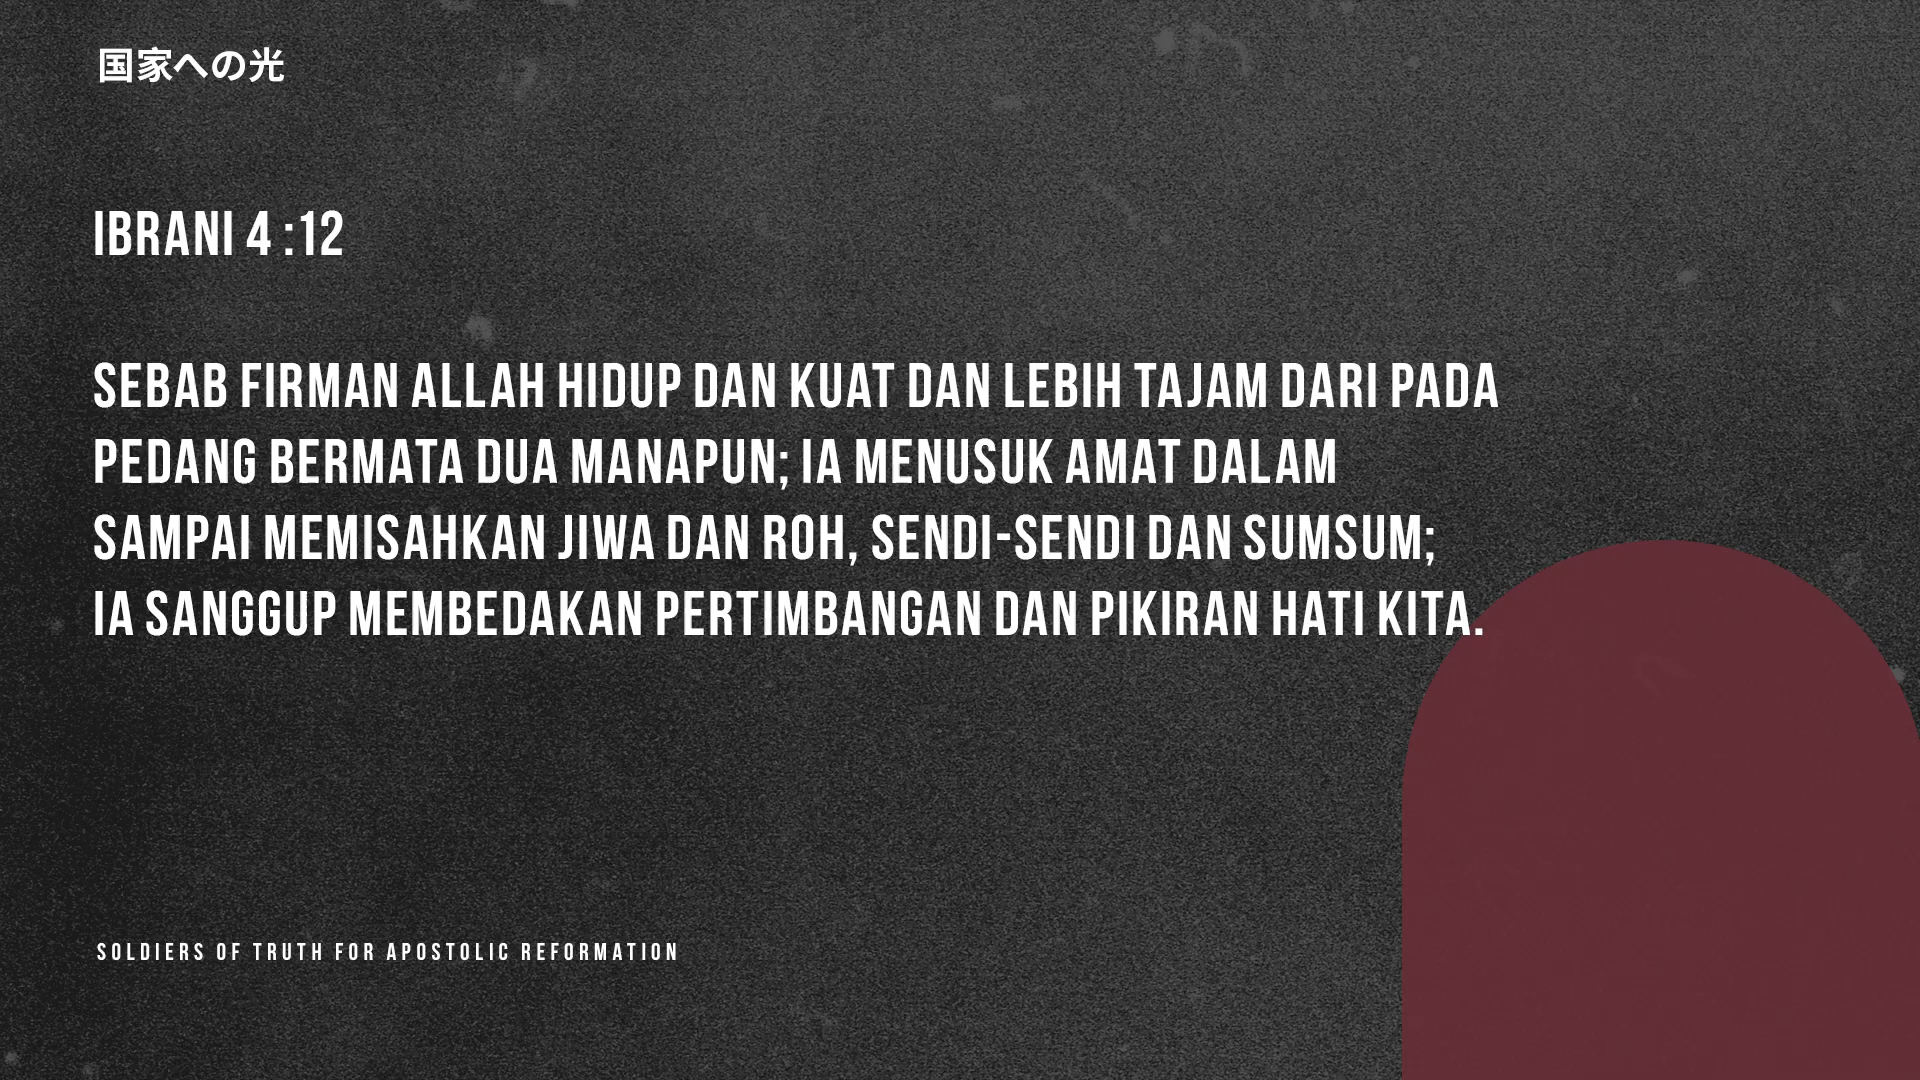 国家への光
IBRANI 4 :12
SEBAB FIRMAN ALLAH HIDUP DAN KUAT DAN LEBIH TAJAM DARI PADA
PEDANG BERMATA DUA MANAPUN; IA MENUSUK AMAT DALAM
SAMPAI MEMISAHKAN JIWA DAN ROH, SENDI-SENDI DAN SUMSUM;
IA SANGGUP MEMBEDAKAN PERTIMBANGAN DAN PIKIRAN HATI KITA.
SOLDIERS OF TRUTH FOR APOSTOLIC REFORMATION